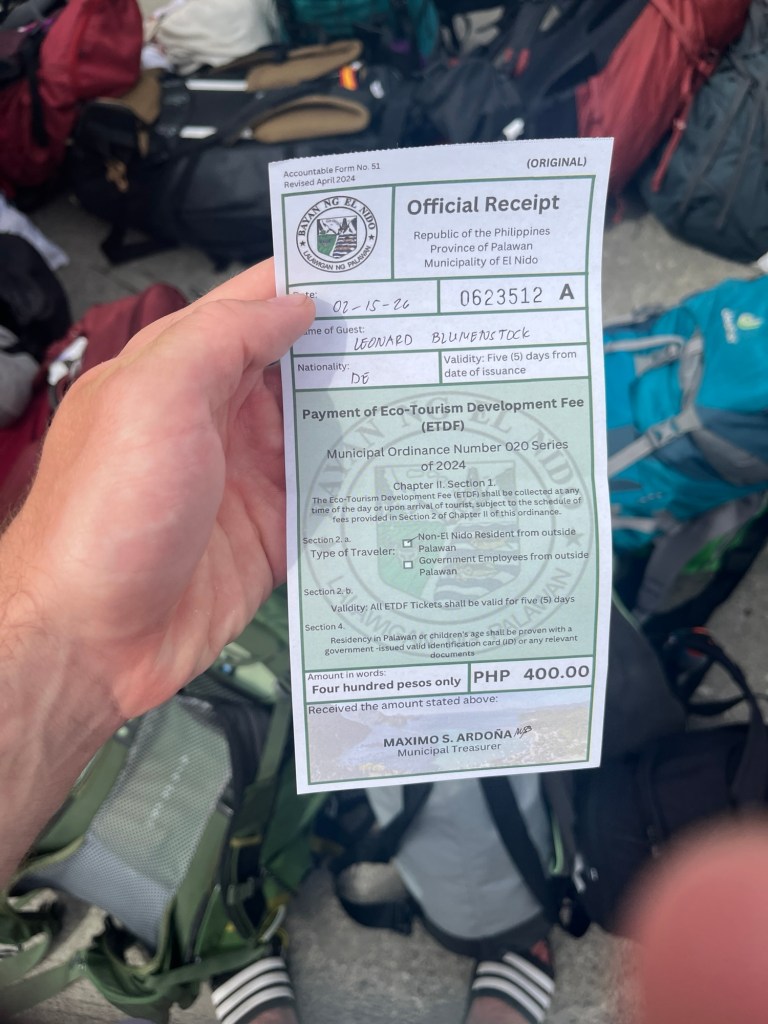 Accountable Form No. 51
Revised April 2024
(ORIGINAL)
BAYAN NG EL NIDO
LALAWIGAN NG PALAWAN
Official Receipt
Republic of the Philippines
Province of Palawan
Municipality of El Nido
02-15-26
0623512 A
me of Guest:
LEONARD BLUMENSTOCK
Nationality:
DE
Validity: Five (5) days from
date of issuance
Payment of Eco-Tourism Development Fee
(ETDF)
Municipal Ordinance Number 020 Series
of 2024
Chapter II. Section 1.
The Eco-Tourism Development Fee (ETDF) shall be collected at any
time of the day or upon arrival of tourist, subject to the schedule of
fees provided in Section 2 of Chapter II of this ordinance.
Section 2. a.
Type of Traveler:
Non-El Nido Resident from outside
Palawan
Government Employees from outside
Palawan
Section 2. b.
Validity: All ETDF Tickets shall be valid for five (5) days
Section 4.
Residency in Palawan or children's age shall be proven with a
government -issued valid identification card (ID) or any relevant
documents
Amount in words:
Four hundred pesos only
PHP 400.00
Received the amount stated above:
MAXIMO S. ARDOÑA
Municipal Treasurer